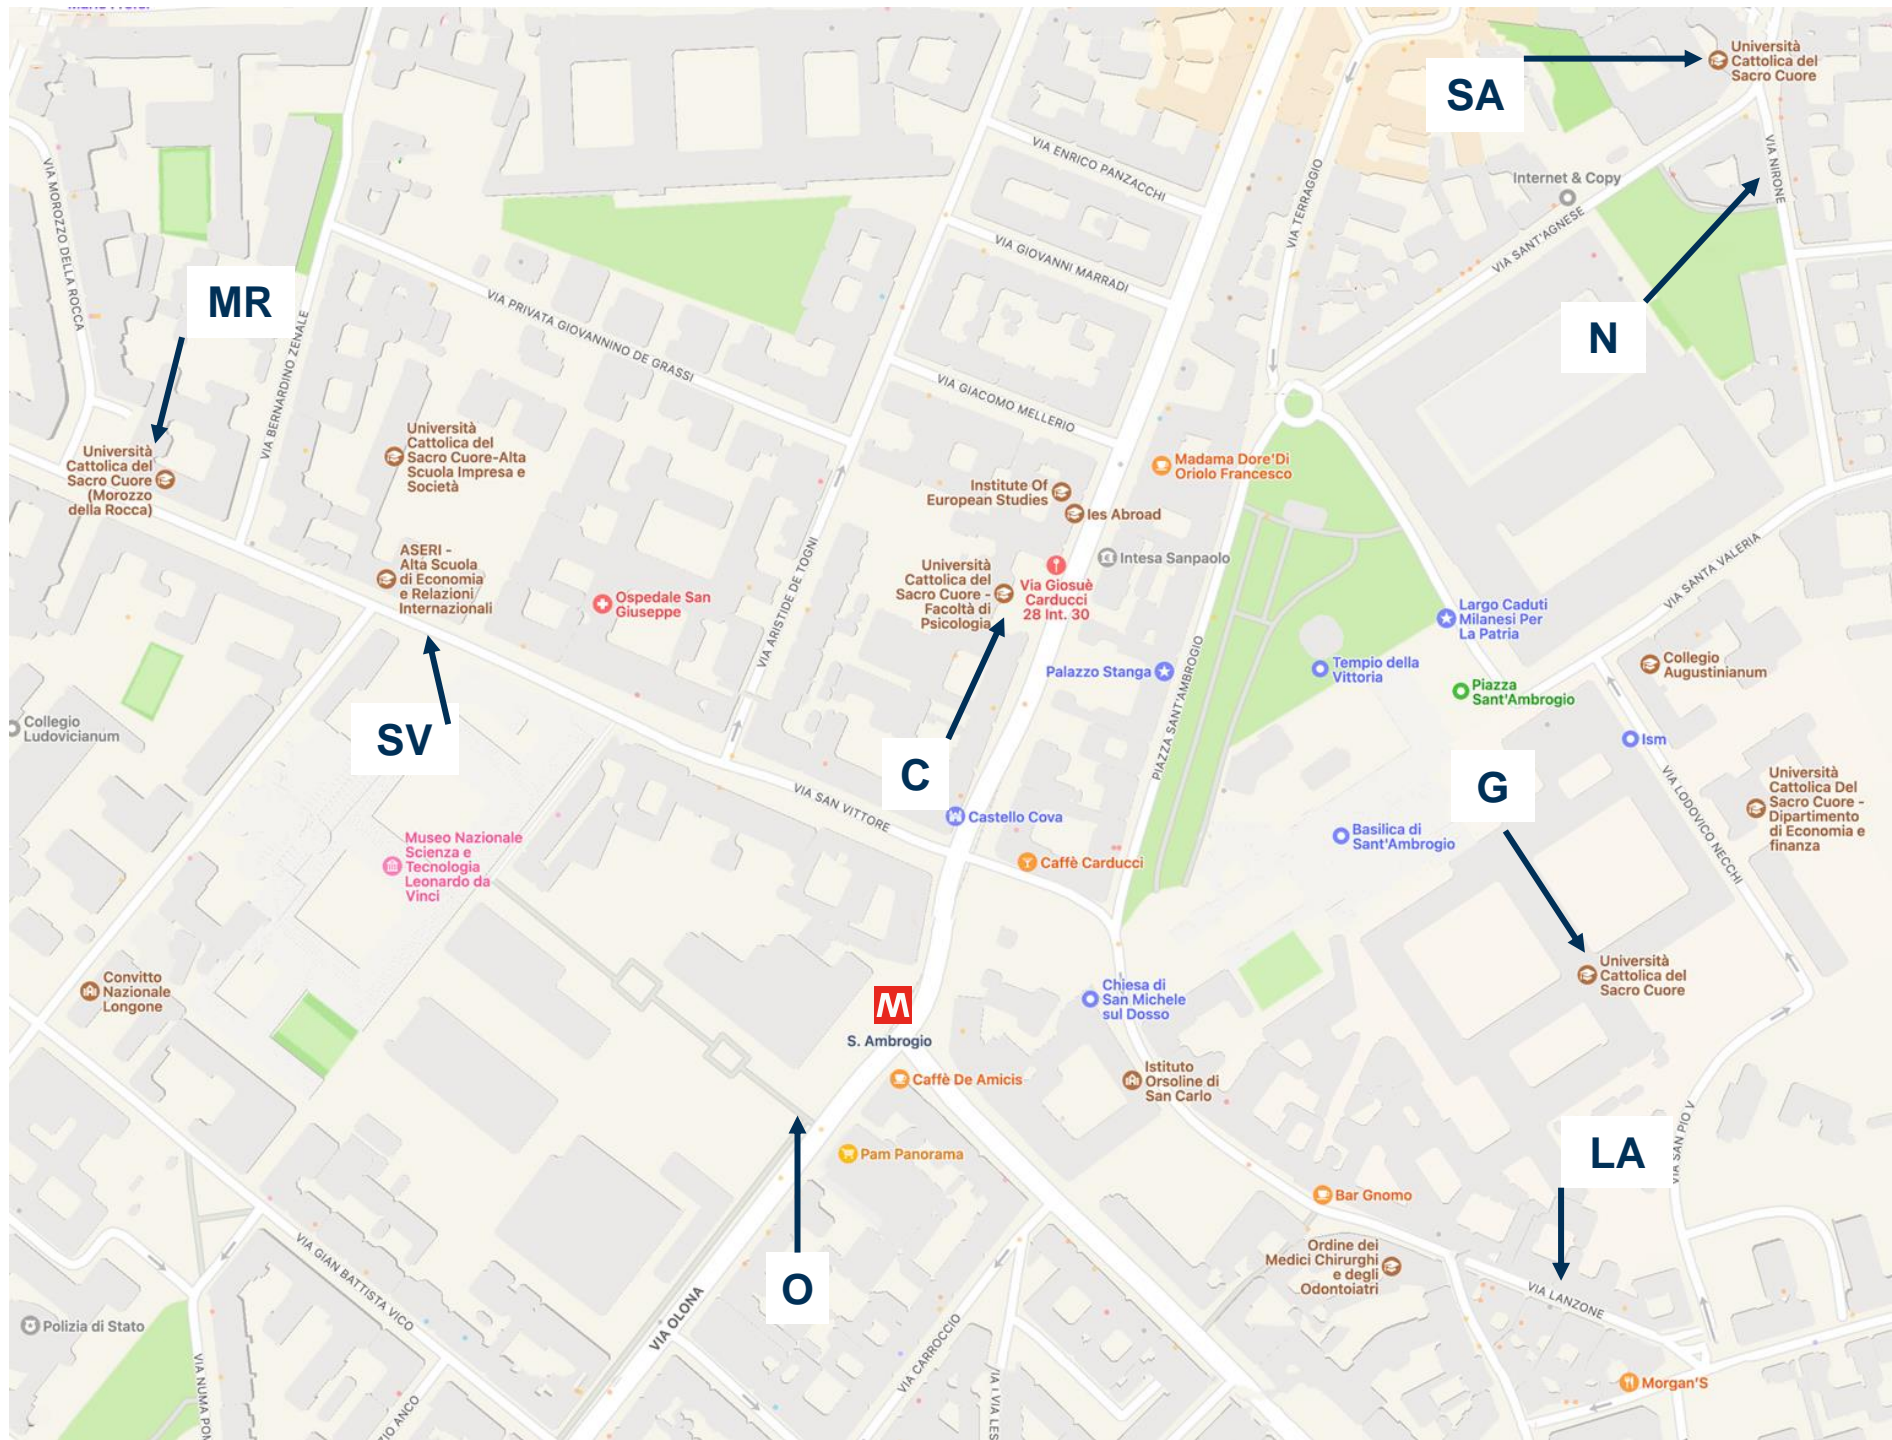 Università
Cattolica del
Sacro Cuore
SA
VIA ENRICO PANZACCHI
VIA TERRAGGIO
Internet & Copy
VIA NIRONE
VIA SANT'AGNESE
VIA MOROZZO DELLA ROCCA
VIA GIOVANNI MARRADI
MR
N
VIA PRIVATA GIOVANNINO DE GRASSI
VIA BERNARDINO ZENALE
VIA GIACOMO MELLERIO
Università
Cattolica del
Sacro Cuore
(Morozzo
della Rocca)
Università
Cattolica del
Sacro Cuore-Alta
Scuola Impresa e
Società
Madama Dore'Di
Oriolo Francesco
Institute Of
European Studies
Ies Abroad
Intesa Sanpaolo
ASERI -
Alta Scuola
di Economia
e Relazioni
Internazionali
Ospedale San
Giuseppe
VIA ARISTIDE DE TOGNI
Università
Cattolica del
Sacro Cuore -
Facoltà di
Psicologia
Via Giosuè
Carducci
28 Int. 30
VIA SANTA VALERIA
Largo Caduti
Milanesi Per
La Patria
Palazzo Stanga
PIAZZA SANT'AMBROGIO
Tempio della
Vittoria
Collegio
Augustinianum
Piazza
Sant'Ambrogio
Collegio
Ludovicianum
SV
C
Ism
G
VIA LODOVICO NECCHI
Università
Cattolica Del
Sacro Cuore -
Dipartimento
di Economia e
finanza
VIA SAN VITTORE
Castello Cova
Museo Nazionale
Scienza e
Tecnologia
Leonardo da
Vinci
Caffè Carducci
Basilica di
Sant'Ambrogio
Convitto
Nazionale
Longone
Università
Cattolica del
Sacro Cuore
Chiesa di
San Michele
sul Dosso
M
S. Ambrogio
Caffè De Amicis
Istituto
Orsoline di
San Carlo
VIA SAN PIO V
Pam Panorama
LA
Bar Gnomo
O
VIA GIAN BATTISTA VICO
Ordine dei
Medici Chirurghi
e degli
Odontoiatri
VIA LANZONE
VIA OLONA
Polizia di Stato
VIA CARROCCIO
Morgan'S
VIA NUMA POM
ZIO ANCO
VIA LES